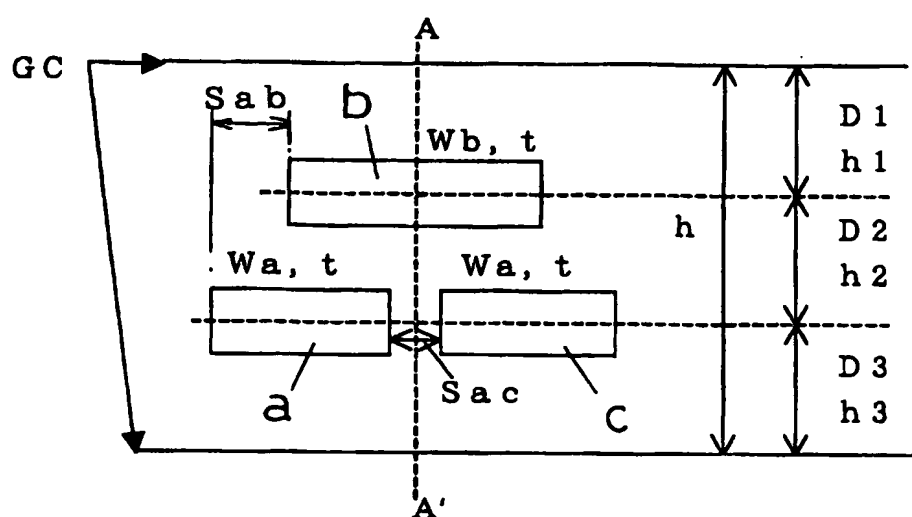 A
GC
Sab
b
Wb, t
D1
h1
h
D2
h2
Wa, t
Wa, t
D3
h3
a
Sac
c
A'